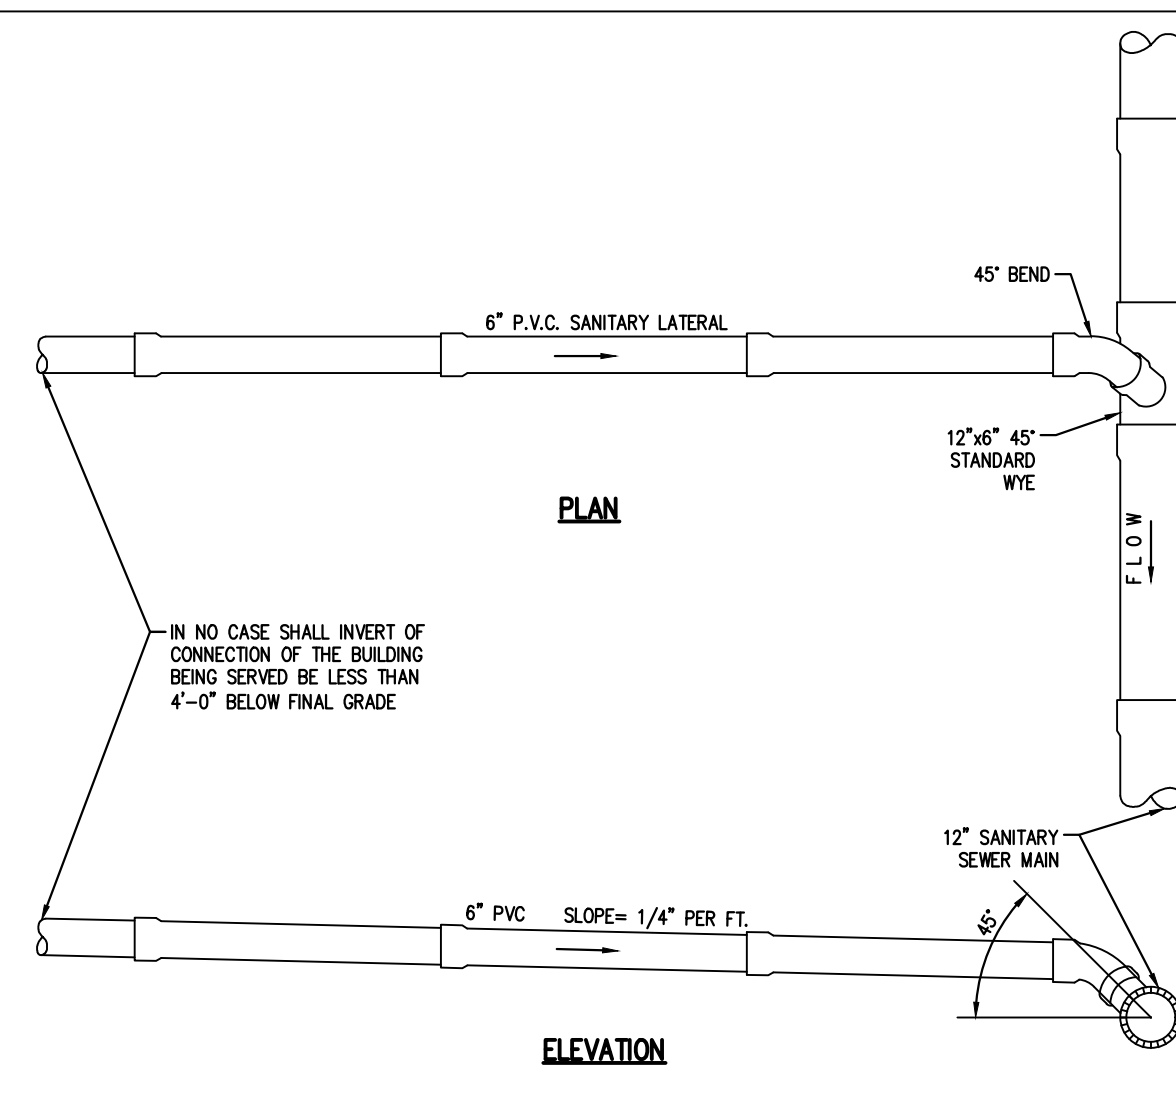 45° BEND
6" P.V.C. SANITARY LATERAL
12"x6" 45°
STANDARD
WYE
PLAN
FLOW
IN NO CASE SHALL INVERT OF
CONNECTION OF THE BUILDING
BEING SERVED BE LESS THAN
4'-0" BELOW FINAL GRADE
12" SANITARY
SEWER MAIN
6" PVC SLOPE= 1/4" PER FT.
45°
ELEVATION